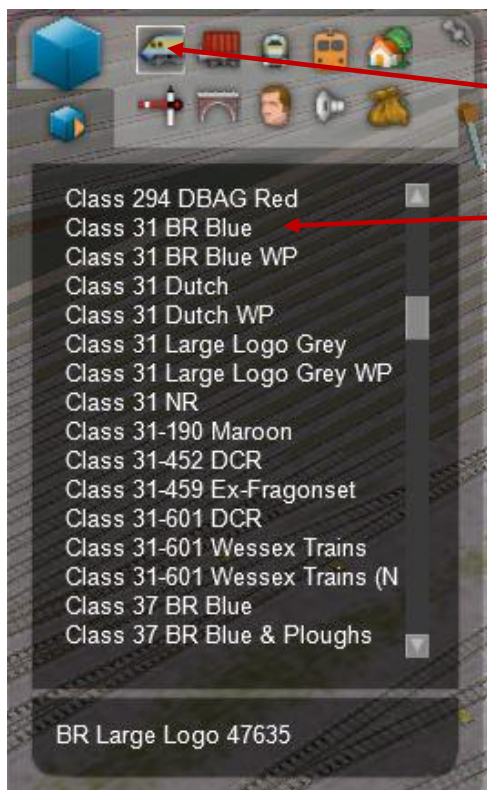 Class 294 DBAG Red
Class 31 BR Blue
Class 31 BR Blue WP
Class 31 Dutch
Class 31 Dutch WP
Class 31 Large Logo Grey
Class 31 Large Logo Grey WP
Class 31 NR
Class 31-190 Maroon
Class 31-452 DCR
Class 31-459 Ex-Fragonset
Class 31-601 DCR
Class 31-601 Wessex Trains
Class 31-601 Wessex Trains (N
Class 37 BR Blue
Class 37 BR Blue & Ploughs
BR Large Logo 47635